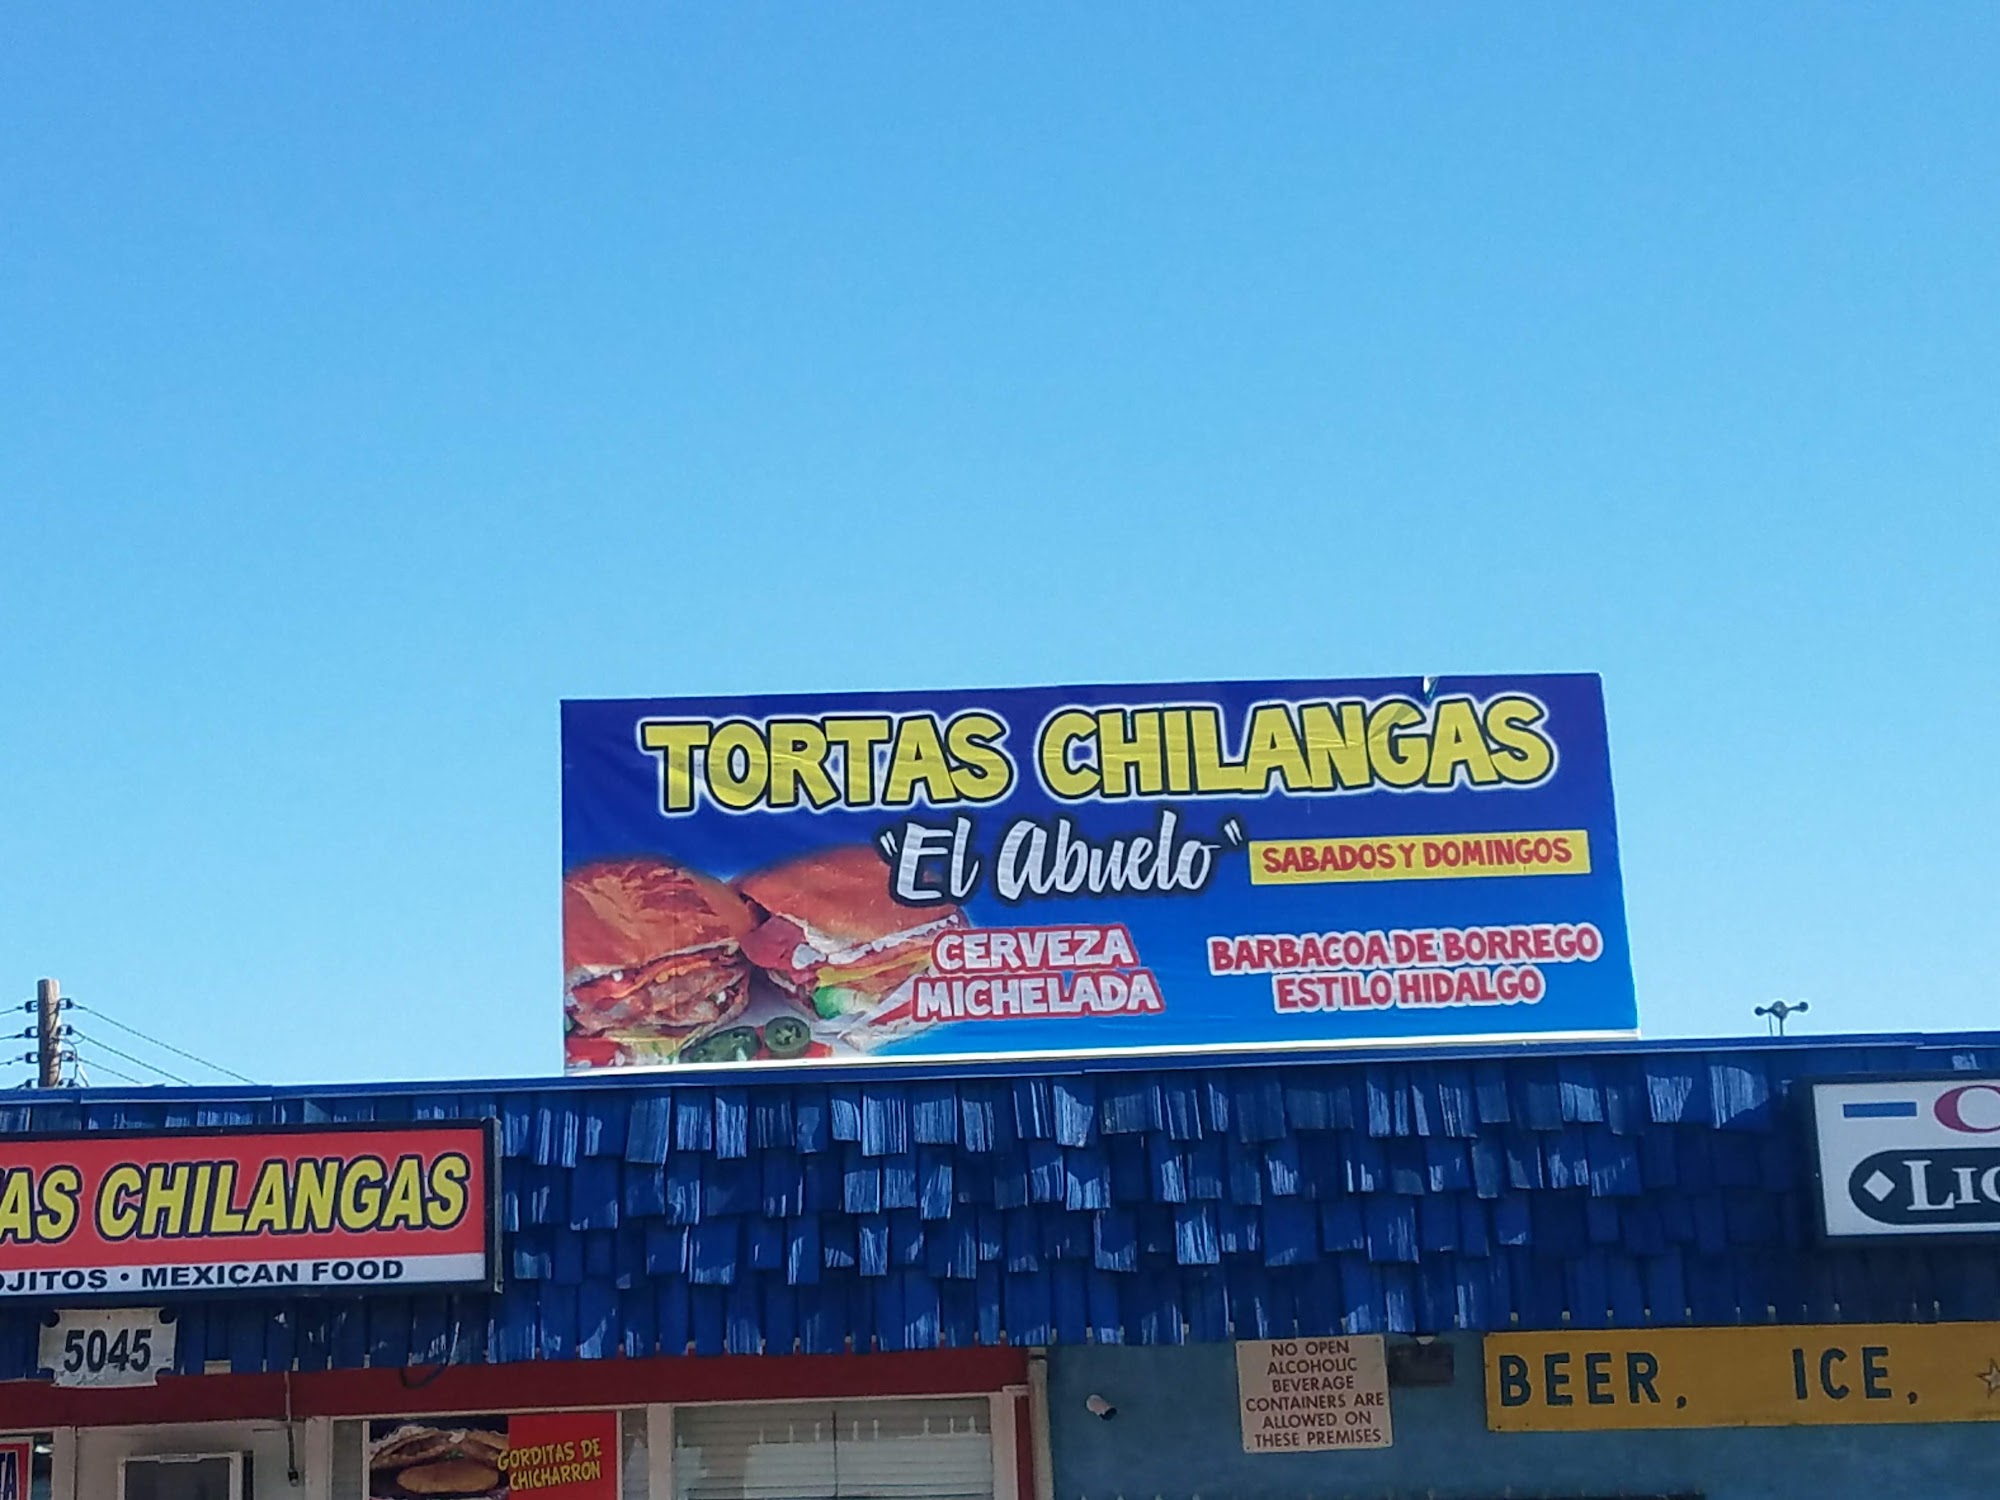 TORTAS CHILANGAS
"El Abuelo"
SABADOS Y DOMINGOS
CERVEZA
MICHELADA
BARBACOA DE BORREGO
ESTILO HIDALGO
AS CHILANGAS
OJITOS • MEXICAN FOOD
5045
GORDITAS DE
CHICHARRON
NO OPEN
ALCOHOLIC
BEVERAGE
CONTAINERS ARE
ALLOWED ON
THESE PREMISES
BEER, ICE,